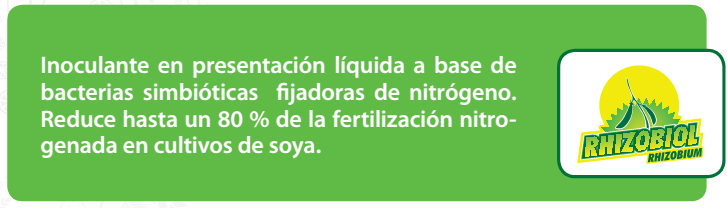 Inoculante en presentación líquida a base de
bacterias simbióticas fijadoras de nitrógeno.
Reduce hasta un 80 % de la fertilización nitro-
genada en cultivos de soya.
RHIZOBIOL
RHIZOBIUM